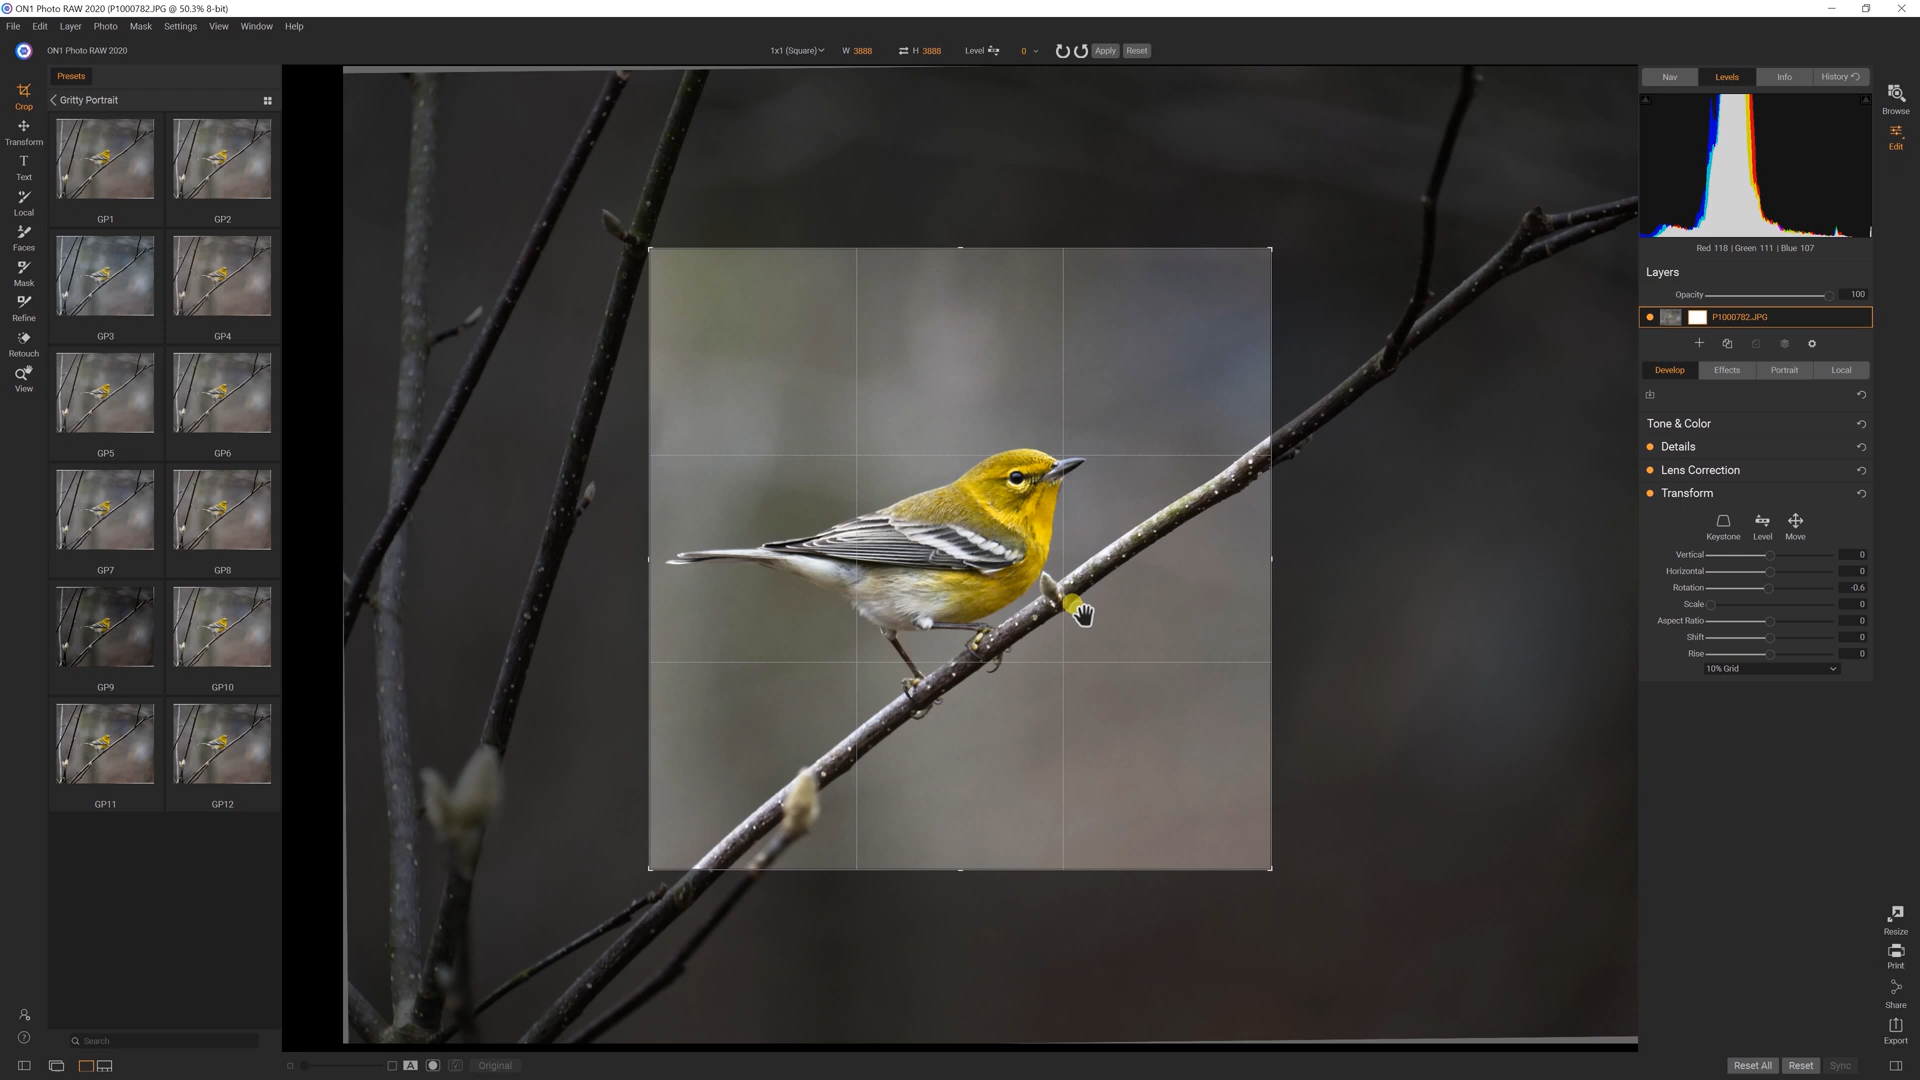 ON1 Photo RAW 2020 (P1000782.JPG @ 50.3% 8-bit)
File Edit Layer Photo Mask Settings View Window Help
ON1 Photo RAW 2020
1x1 (Square) W 3888 H 3888 Level 0 Apply Reset
Presets
Gritty Portrait
Crop
Transform
Text
Local
Faces
Mask
Refine
Retouch
View
GP1 GP2
GP3 GP4
GP5 GP6
GP7 GP8
GP9 GP10
GP11 GP12
Search
A
Original
Nav Levels Info History
Red 118 | Green 111 | Blue 107
Layers
Opacity 100
P1000782.JPG
Develop Effects Portrait Local
Tone & Color
Details
Lens Correction
Transform
Keystone Level Move
Vertical 0
Horizontal 0
Rotation -0.6
Scale 0
Aspect Ratio 0
Shift 0
Rise 0
10% Grid
Browse
Edit
Resize
Print
Share
Export
Reset All Reset Sync